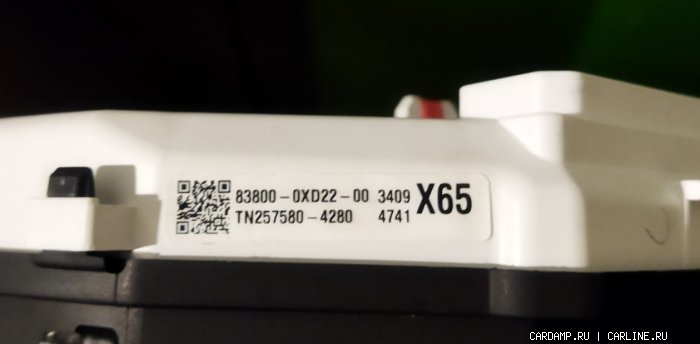 83800-0XD22-00 3409 X65
TN257580-4280 4741
CARDAMP.RU | CARLINE.RU